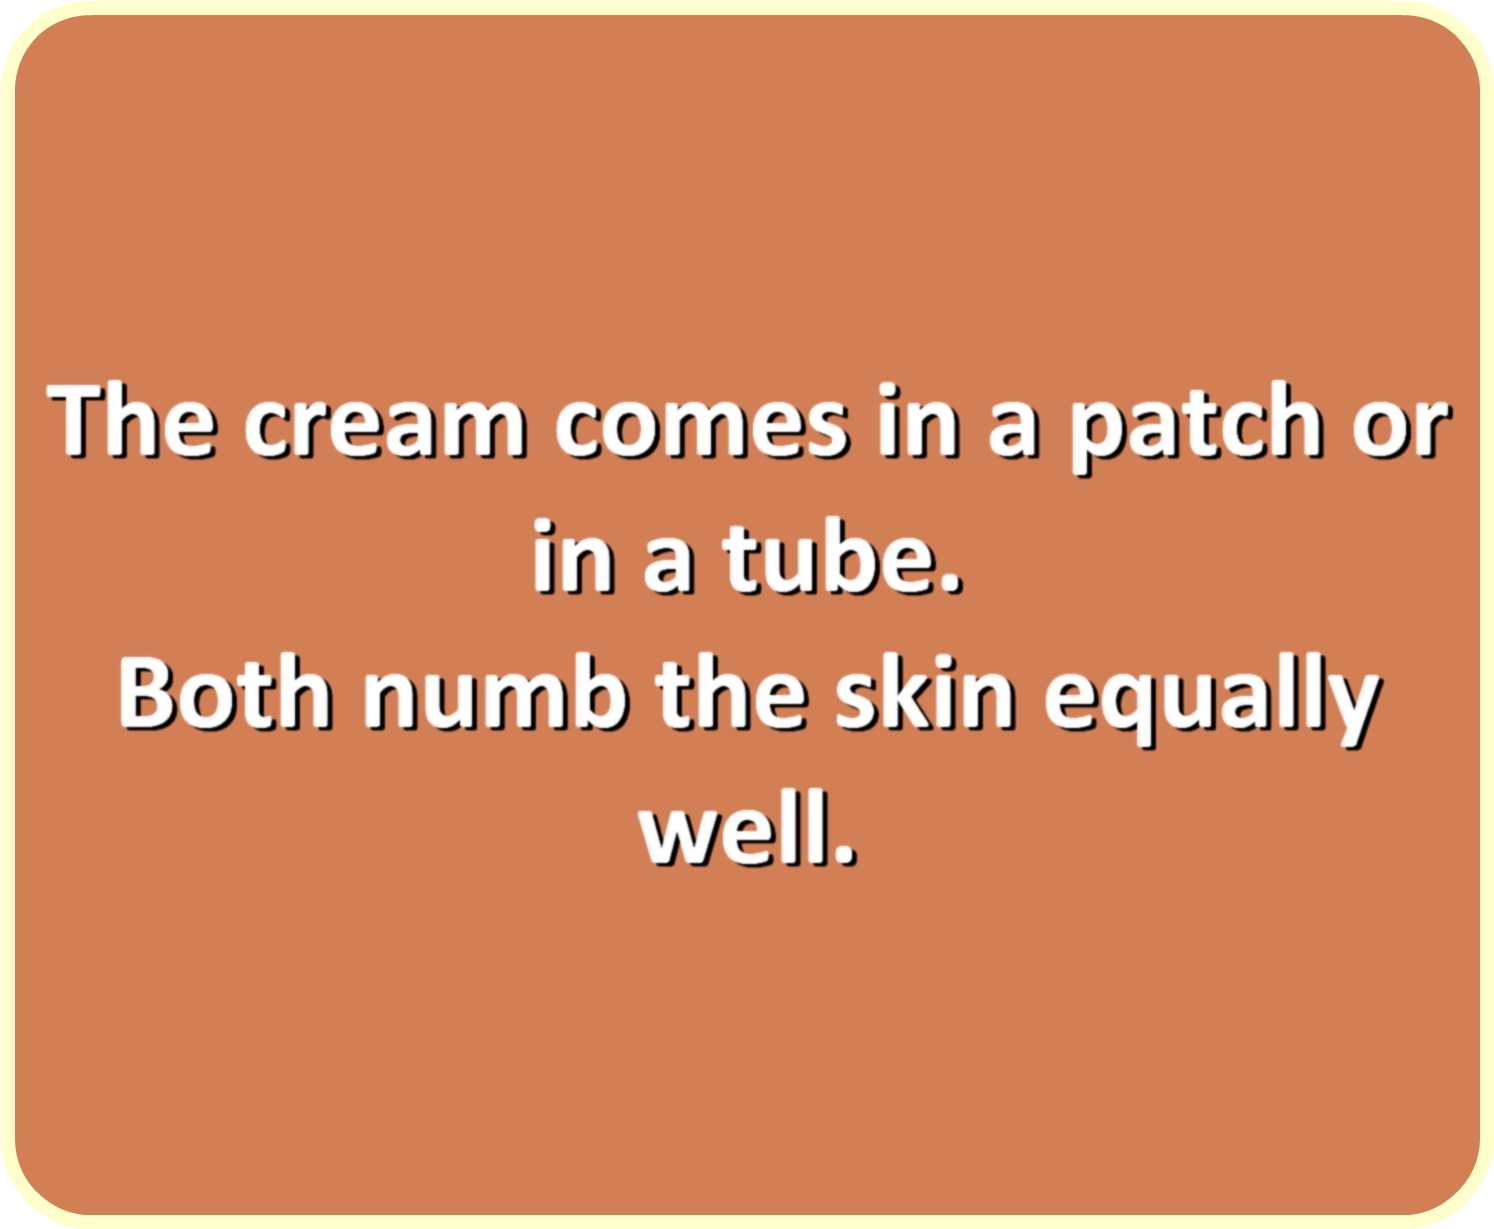 The cream comes in a patch or
in a tube.
Both numb the skin equally
well.